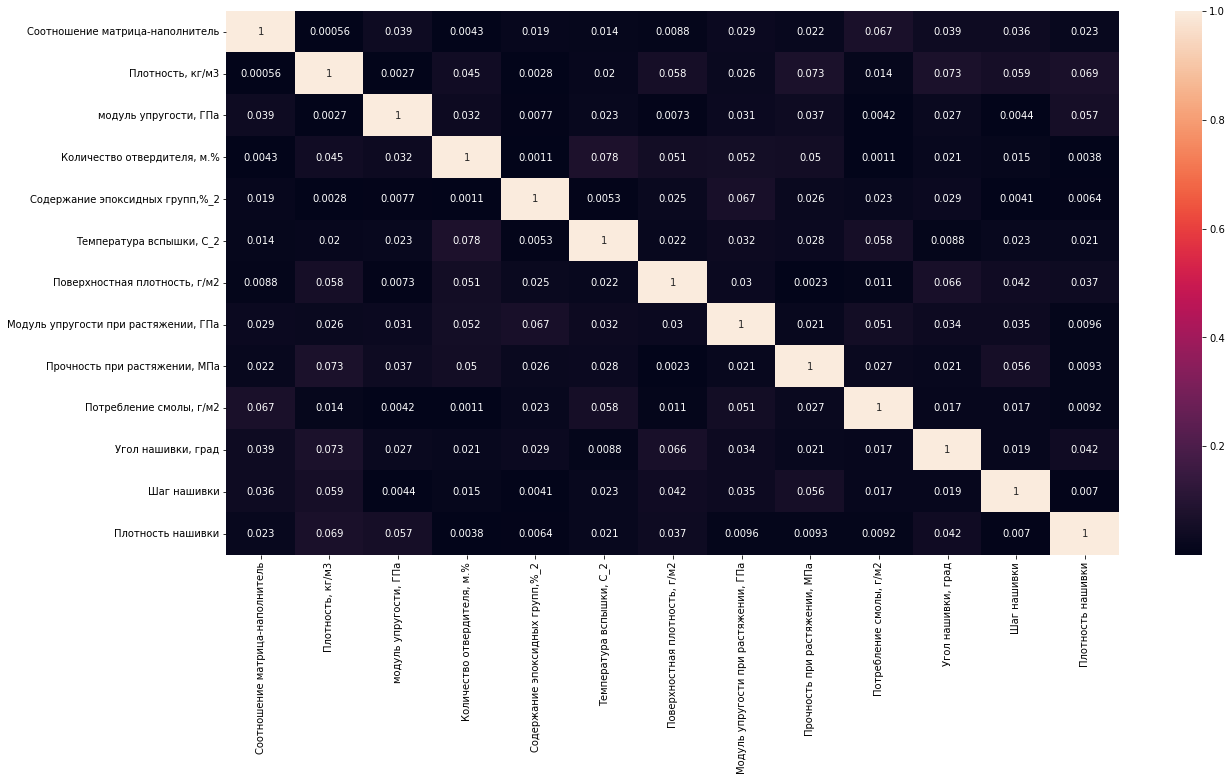 Соотношение матрица-наполнитель 1 0.00056 0.039 0.0043 0.019 0.014 0.0088 0.029 0.022 0.067 0.039 0.036 0.023
Плотность, кг/м3 0.00056 1 0.0027 0.045 0.0028 0.02 0.058 0.026 0.073 0.014 0.073 0.059 0.069
модуль упругости, ГПа 0.039 0.0027 1 0.032 0.0077 0.023 0.0073 0.031 0.037 0.0042 0.027 0.0044 0.057
Количество отвердителя, м.% 0.0043 0.045 0.032 1 0.0011 0.078 0.051 0.052 0.05 0.0011 0.021 0.015 0.0038
Содержание эпоксидных групп,%_2 0.019 0.0028 0.0077 0.0011 1 0.0053 0.025 0.067 0.026 0.023 0.029 0.0041 0.0064
Температура вспышки, С_2 0.014 0.02 0.023 0.078 0.0053 1 0.022 0.032 0.028 0.058 0.0088 0.023 0.021
Поверхностная плотность, г/м2 0.0088 0.058 0.0073 0.051 0.025 0.022 1 0.03 0.0023 0.011 0.066 0.042 0.037
Модуль упругости при растяжении, ГПа 0.029 0.026 0.031 0.052 0.067 0.032 0.03 1 0.021 0.051 0.034 0.035 0.0096
Прочность при растяжении, МПа 0.022 0.073 0.037 0.05 0.026 0.028 0.0023 0.021 1 0.027 0.021 0.056 0.0093
Потребление смолы, г/м2 0.067 0.014 0.0042 0.0011 0.023 0.058 0.011 0.051 0.027 1 0.017 0.017 0.0092
Угол нашивки, град 0.039 0.073 0.027 0.021 0.029 0.0088 0.066 0.034 0.021 0.017 1 0.019 0.042
Шаг нашивки 0.036 0.059 0.0044 0.015 0.0041 0.023 0.042 0.035 0.056 0.017 0.019 1 0.007
Плотность нашивки 0.023 0.069 0.057 0.0038 0.0064 0.021 0.037 0.0096 0.0093 0.0092 0.042 0.007 1
Соотношение матрица-наполнитель
Плотность, кг/м3
модуль упругости, ГПа
Количество отвердителя, м.%
Содержание эпоксидных групп,%_2
Температура вспышки, С_2
Поверхностная плотность, г/м2
Модуль упругости при растяжении, ГПа
Прочность при растяжении, МПа
Потребление смолы, г/м2
Угол нашивки, град
Шаг нашивки
Плотность нашивки
1.0
0.8
0.6
0.4
0.2